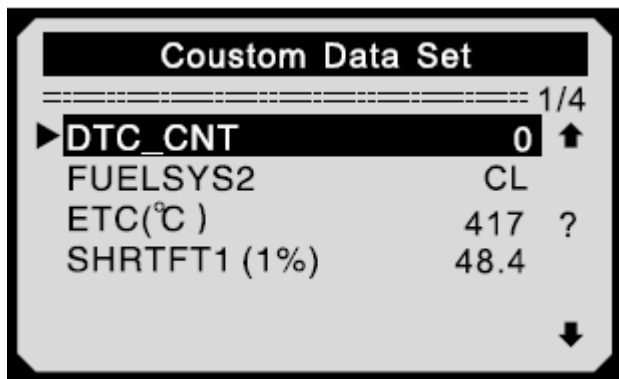 Coustom Data Set
1/4
DTC_CNT 0
FUELSYS2 CL
ETC(℃ ) 417 ?
SHRTFT1 (1%) 48.4